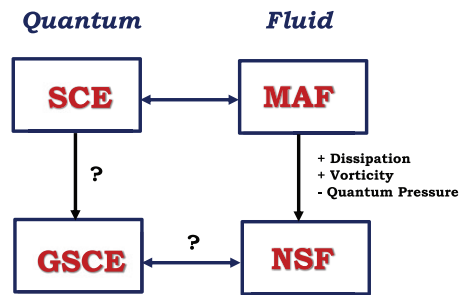 Quantum Fluid
SCE MAF
+ Dissipation
+ Vorticity
? - Quantum Pressure
?
GSCE NSF